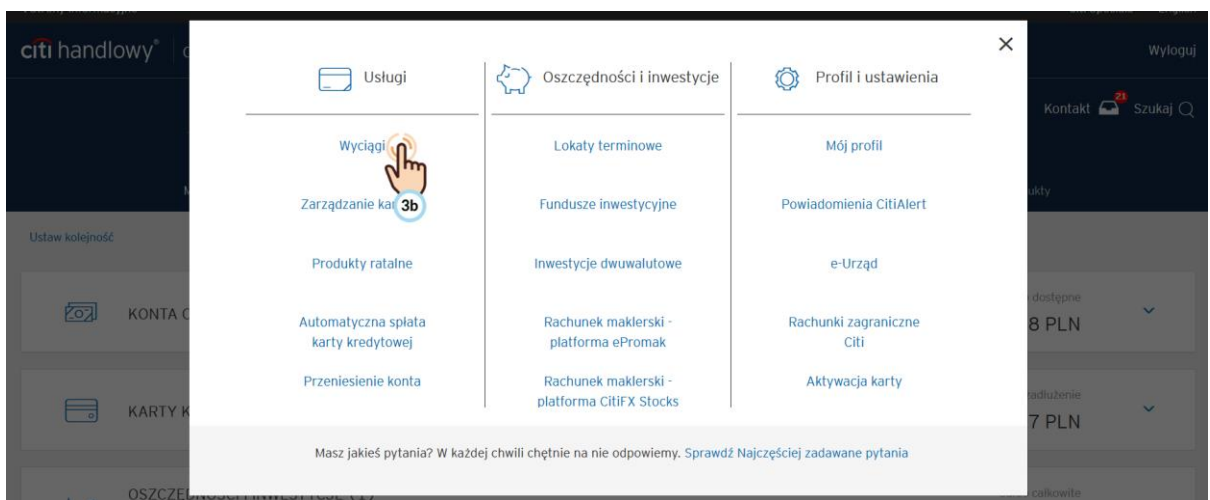 citi handlowy®
Wyloguj
Kontakt 21 Szukaj
Usługi
Oszczędności i inwestycje
Profil i ustawienia
Wyciągi
Lokaty terminowe
Mój profil
Zarządzanie 3b
Fundusze inwestycyjne
Powiadomienia CitiAlert
Produkty ratalne
Inwestycje dwuwalutowe
e-Urząd
Automatyczna spłata
karty kredytowej
Rachunek maklerski -
platforma ePromak
Rachunki zagraniczne
Citi
Przeniesienie konta
Rachunek maklerski -
platforma CitiFX Stocks
Aktywacja karty
Masz jakieś pytania? W każdej chwili chętnie na nie odpowiemy. Sprawdź Najczęściej zadawane pytania
Ustaw kolejność
KONTA
dostępne
8 PLN
KARTY
7 PLN
całkowite